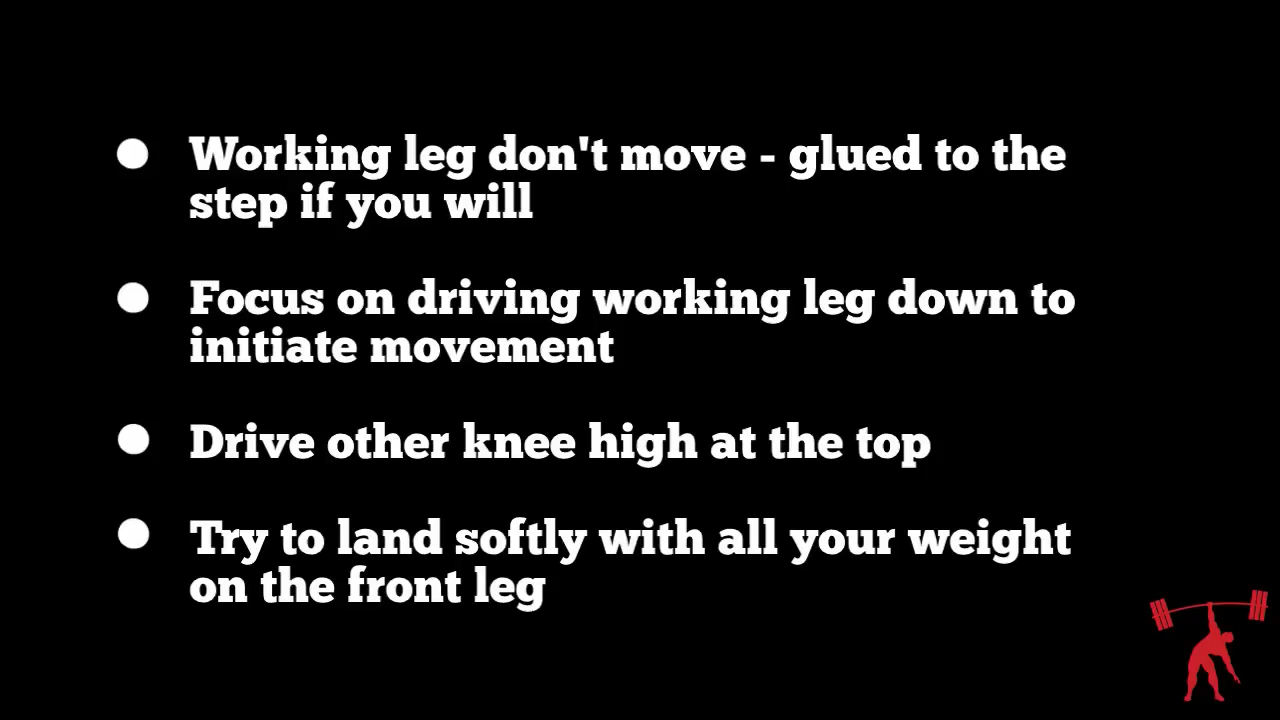 Working leg don't move - glued to the
step if you will
Focus on driving working leg down to
initiate movement
Drive other knee high at the top
Try to land softly with all your weight
on the front leg